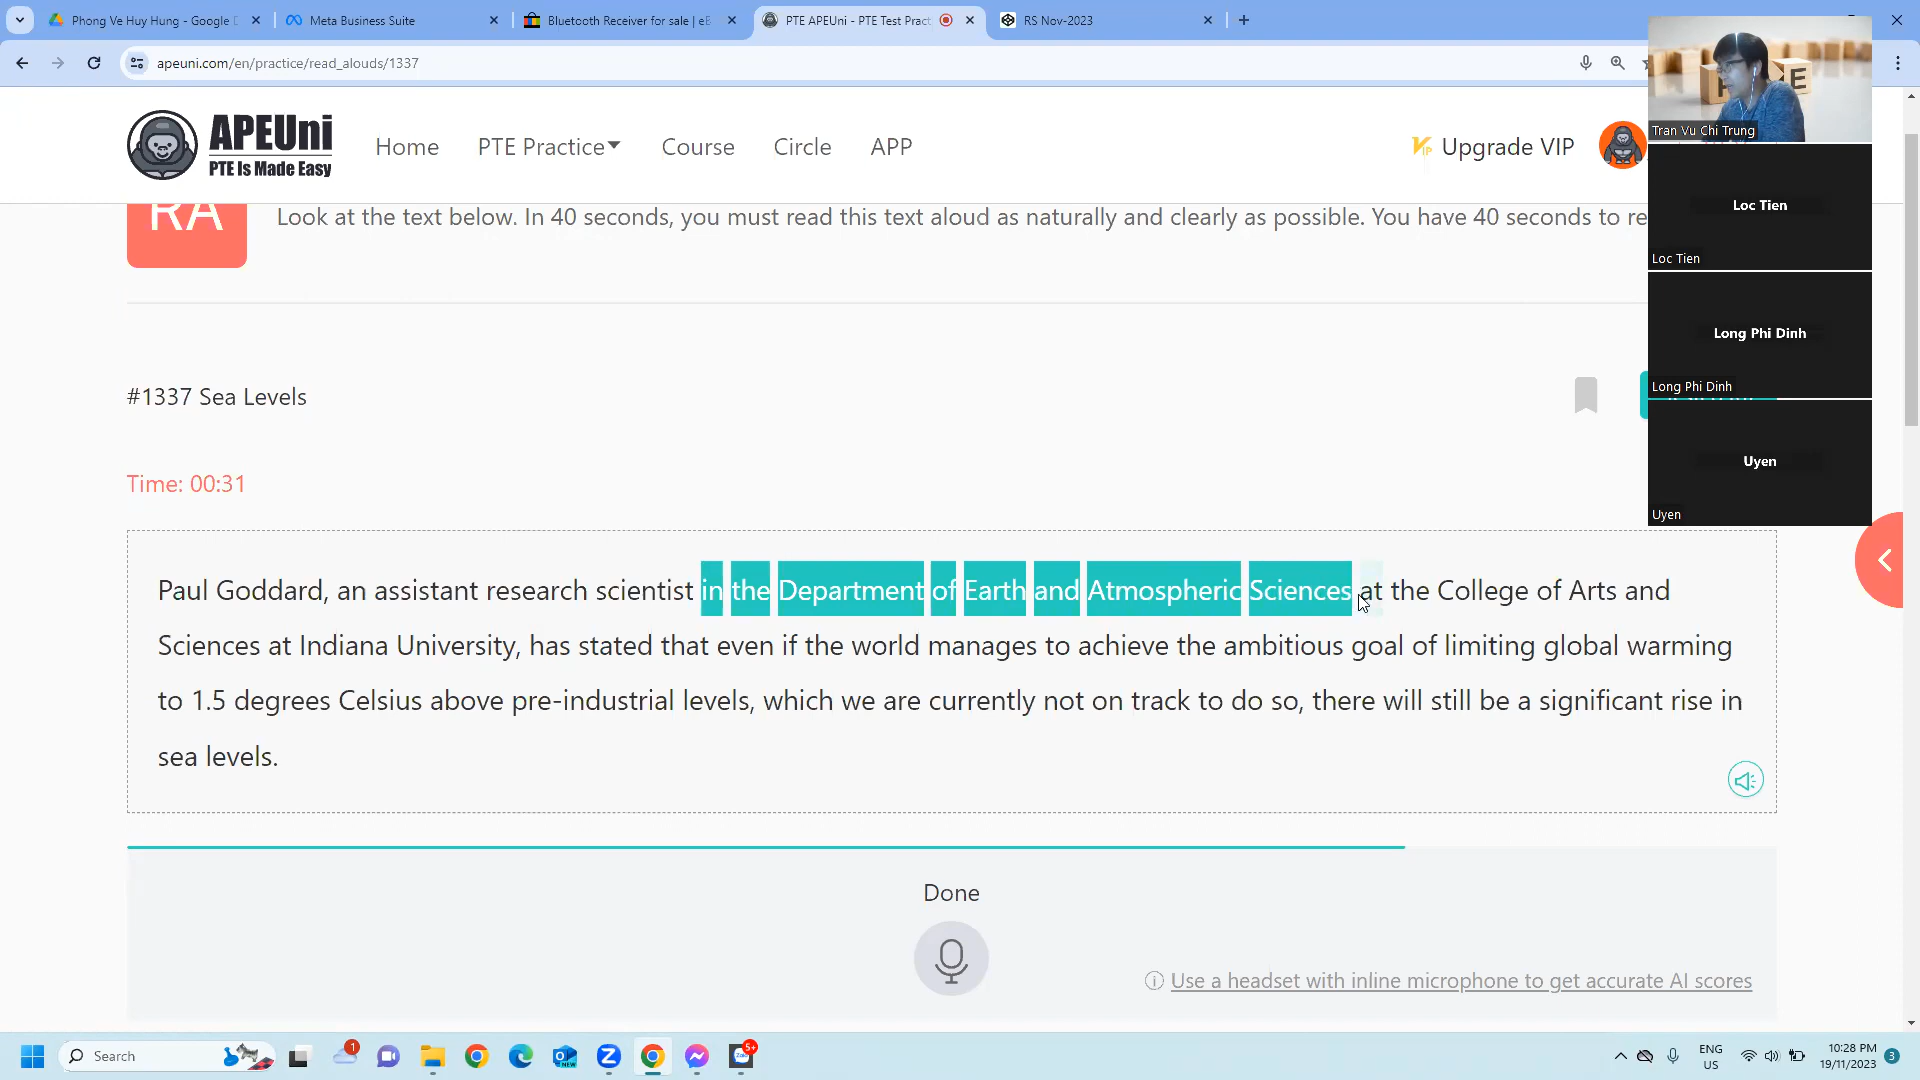 Phong Ve Huy Hung - Google D
Meta Business Suite
Bluetooth Receiver for sale | eB
PTE APEUni - PTE Test Pract
RS Nov-2023
apeuni.com/en/practice/read_alouds/1337
APEUni
PTE Is Made Easy
Home
PTE Practice
Course
Circle
APP
Upgrade VIP
RA
Look at the text below. In 40 seconds, you must read this text aloud as naturally and clearly as possible. You have 40 seconds to re
Tran Vu Chi Trung
Loc Tien
Loc Tien
Long Phi Dinh
Long Phi Dinh
Uyen
Uyen
#1337 Sea Levels
Time: 00:31
Paul Goddard, an assistant research scientist in the Department of Earth and Atmospheric Sciences at the College of Arts and
Sciences at Indiana University, has stated that even if the world manages to achieve the ambitious goal of limiting global warming
to 1.5 degrees Celsius above pre-industrial levels, which we are currently not on track to do so, there will still be a significant rise in
sea levels.
Done
Use a headset with inline microphone to get accurate AI scores
Search
1
5+
ENG
US
10:28 PM
19/11/2023
3